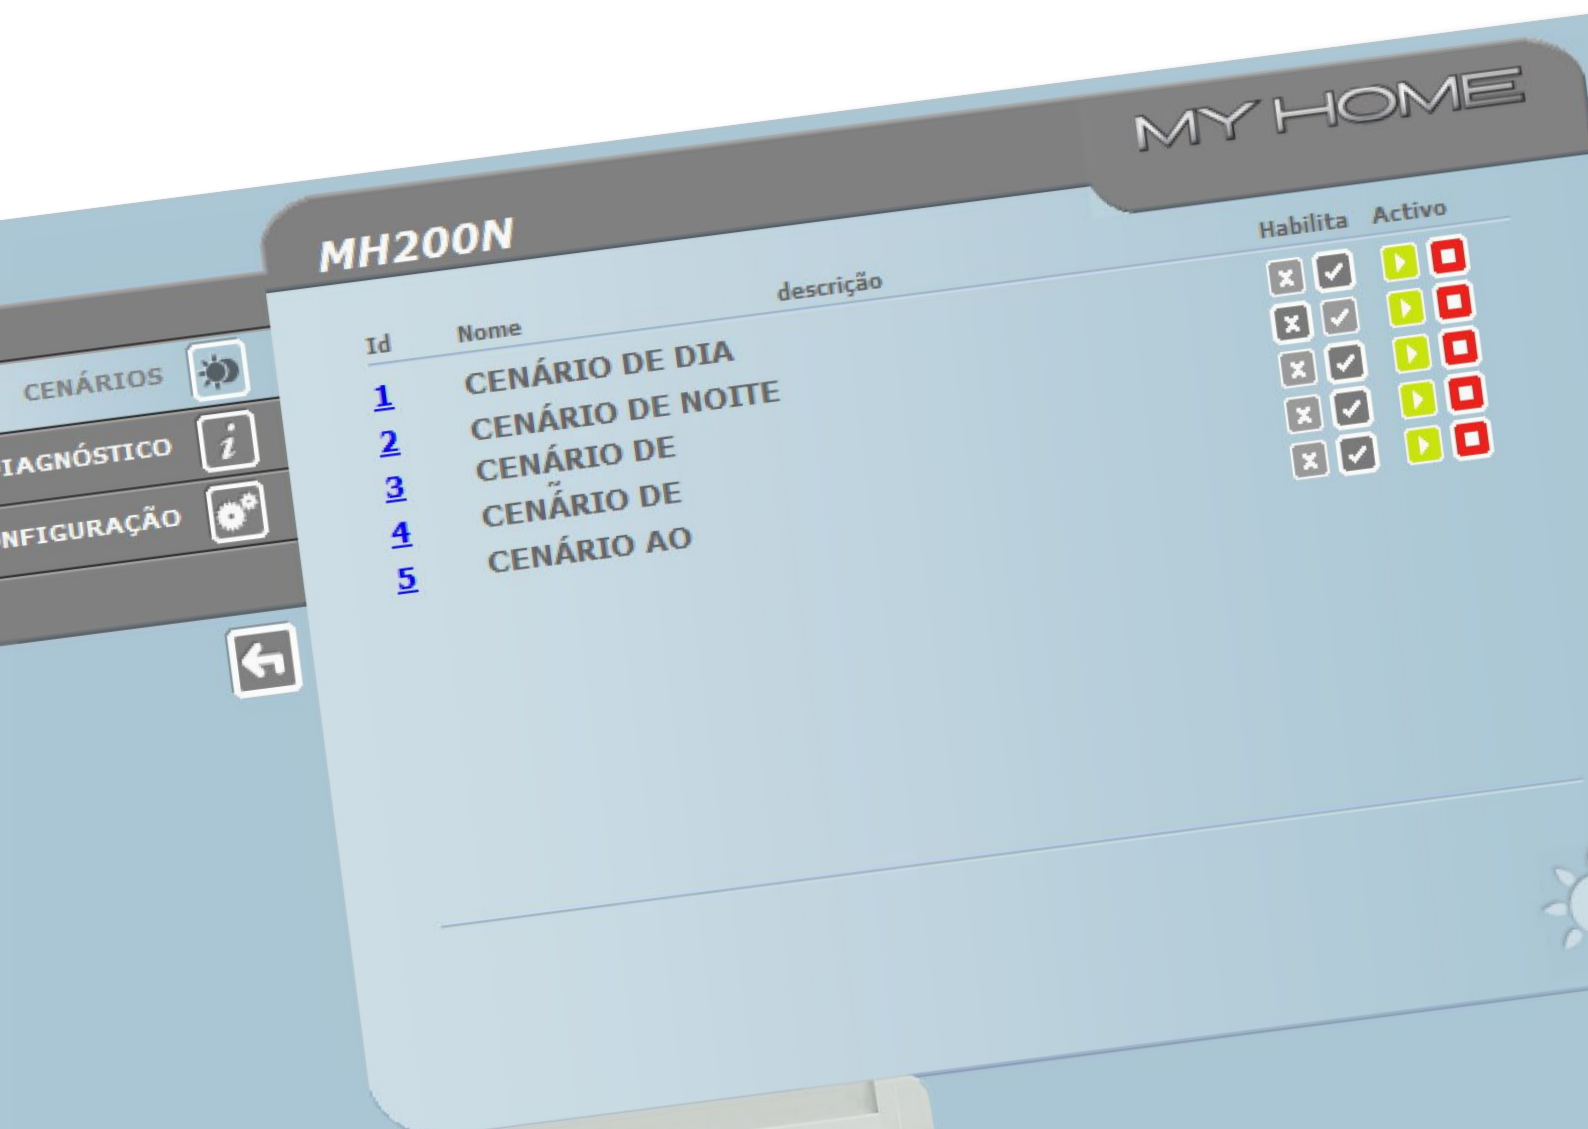 MY HOME
MH200N
Id Nome descrição Habilita Activo
1 CENÁRIO DE DIA
2 CENÁRIO DE NOITE
3 CENÁRIO DE
4 CENÁRIO DE
5 CENÁRIO AO
CENÁRIOS
IAGNÓSTICO
NFIGURAÇÃO